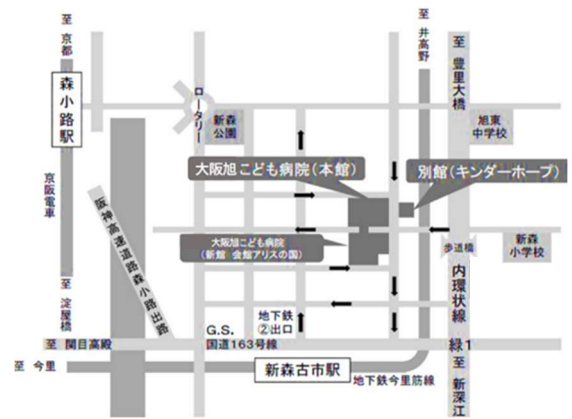 至 京都
森小路駅
京阪電車
至 淀屋橋
阪神高速道路森小路出路
ロータリー
新森
公園
至 井高野
至 豊里大橋
旭東
中学校
大阪旭こども病院(本館)
別館(キンダーホープ)
大阪旭こども病院
(新館 会館アリスの国)
歩道橋
新森
小学校
内環状線
地下鉄
②出口
G.S.
至 関目高殿
国道163号線
緑1
至 今里
新森古市駅
地下鉄今里筋線
至 新深江